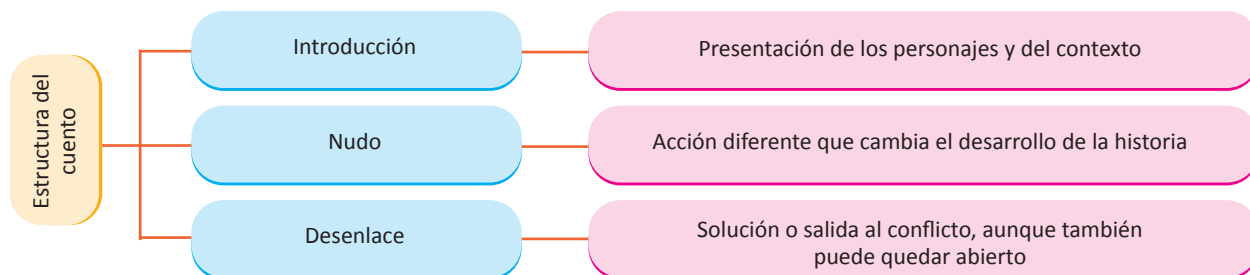 Estructura del
cuento
Introducción
Presentación de los personajes y del contexto
Nudo
Acción diferente que cambia el desarrollo de la historia
Desenlace
Solución o salida al conflicto, aunque también
puede quedar abierto